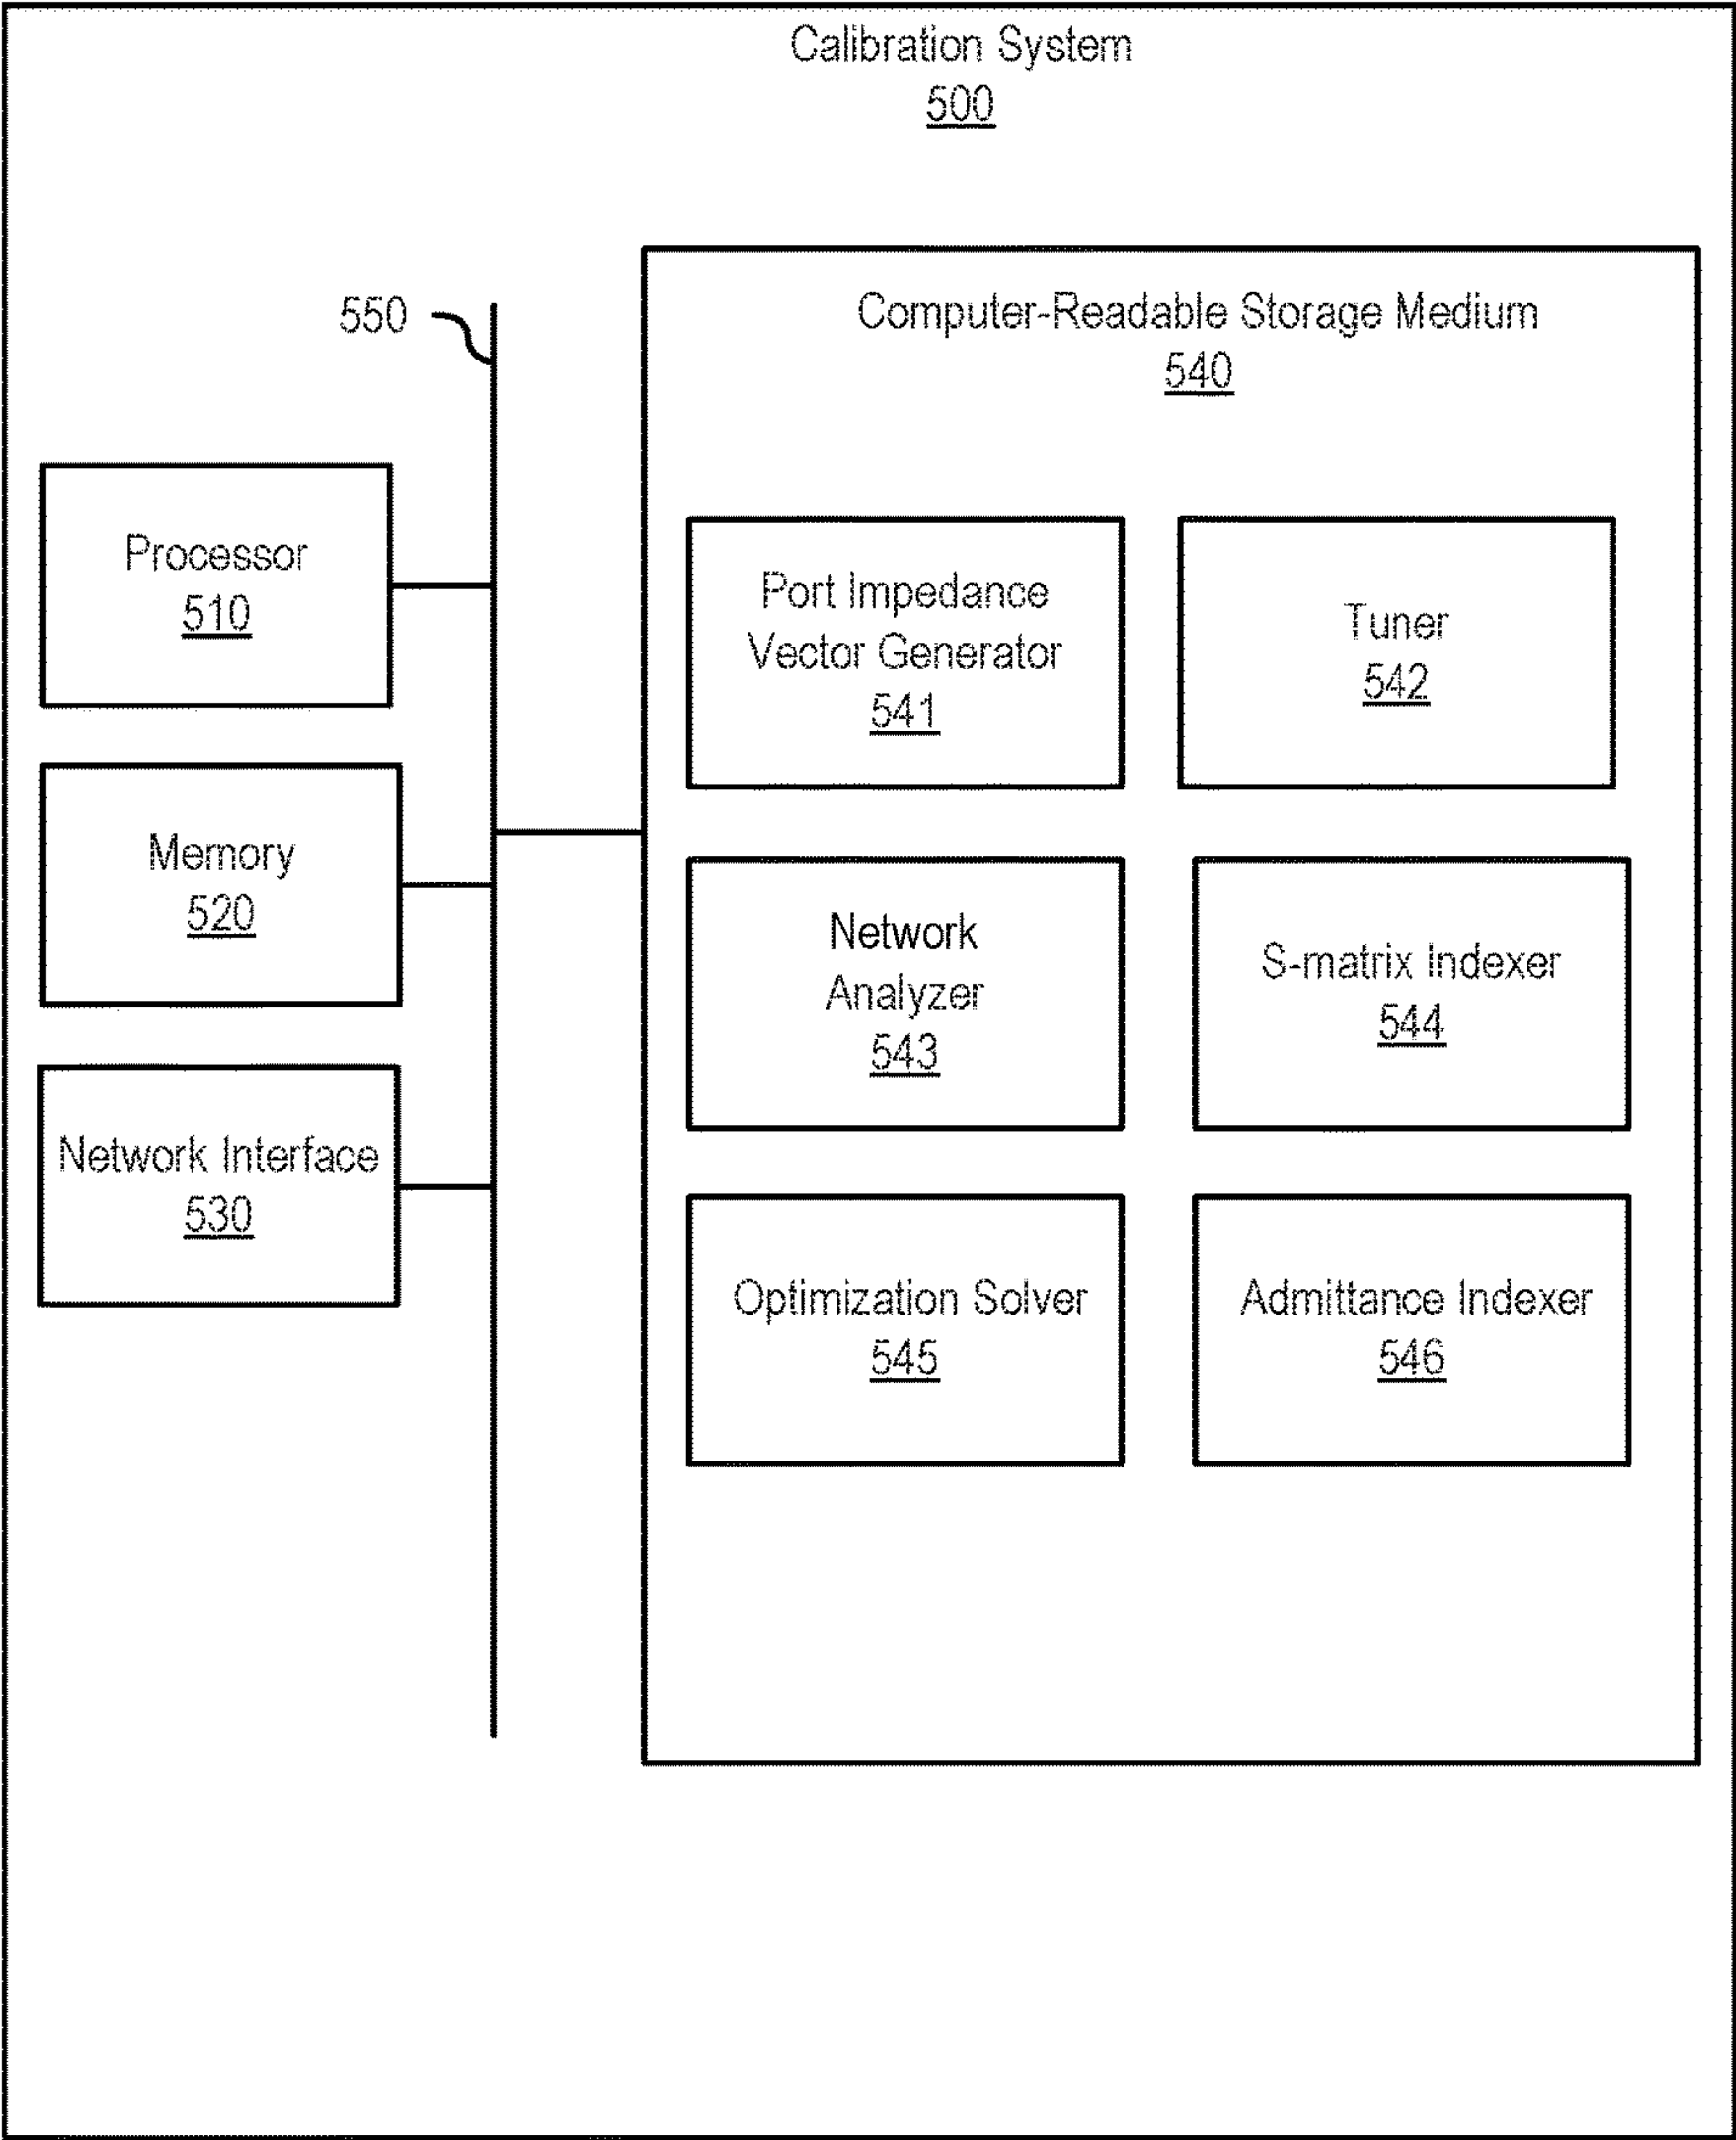 Calibration System
500
550
Computer-Readable Storage Medium
540
Processor
510
Memory
520
Network Interface
530
Port Impedance
Vector Generator
541
Tuner
542
Network
Analyzer
543
S-matrix Indexer
544
Optimization Solver
545
Admittance Indexer
546